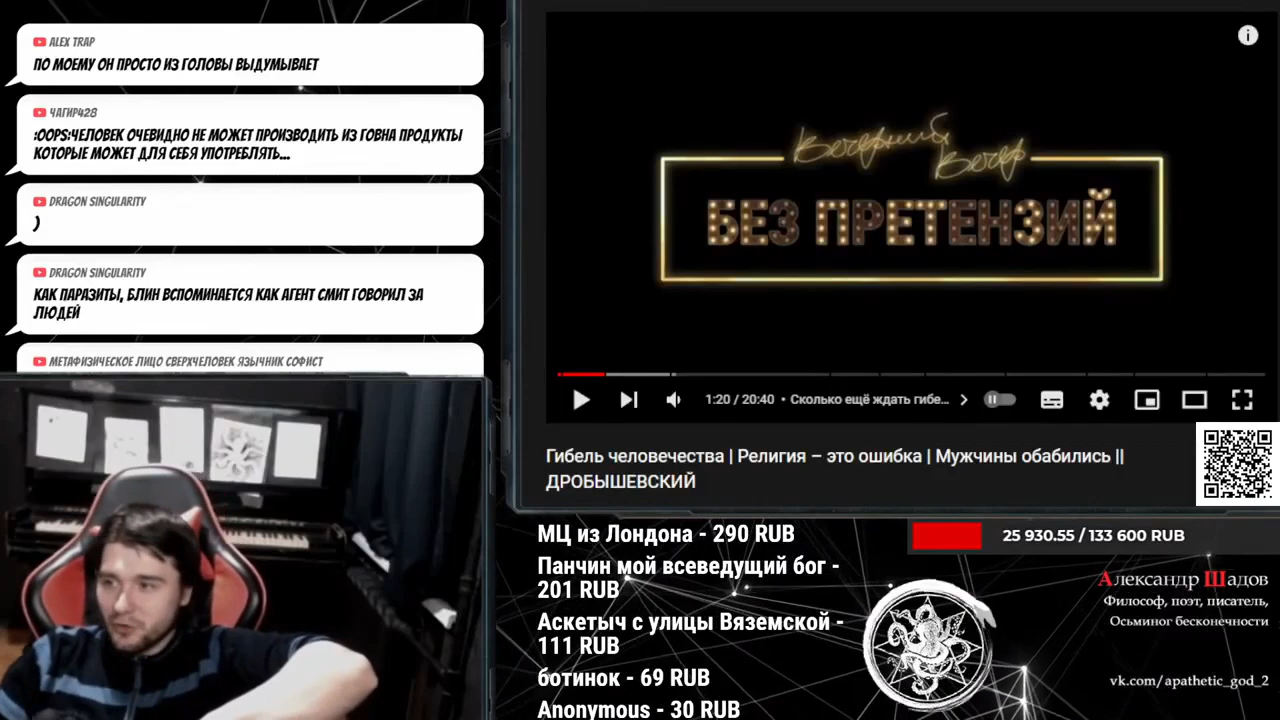 ALEX TRAP
ПО МОЕМУ ОН ПРОСТО ИЗ ГОЛОВЫ ВЫДУМЫВАЕТ
ЧАГИР428
:OOPS:ЧЕЛОВЕК ОЧЕВИДНО НЕ МОЖЕТ ПРОИЗВОДИТЬ ИЗ ГОВНА ПРОДУКТЫ
КОТОРЫЕ МОЖЕТ ДЛЯ СЕБЯ УПОТРЕБЛЯТЬ...
DRAGON SINGULARITY
)
DRAGON SINGULARITY
КАК ПАРАЗИТЫ, БЛИН ВСПОМИНАЕТСЯ КАК АГЕНТ СМИТ ГОВОРИЛ ЗА
ЛЮДЕЙ
МЕТАФИЗИЧЕСКОЕ ЛИЦО СВЕРХЧЕЛОВЕК ЯЗЫЧНИК СОФИСТ
Вечерний
Вечер
БЕЗ ПРЕТЕНЗИЙ
1:20 / 20:40 • Сколько ещё ждать гибе...
Гибель человечества | Религия – это ошибка | Мужчины обабились ||
ДРОБЫШЕВСКИЙ
МЦ из Лондона - 290 RUB
Панчин мой всеведущий бог -
201 RUB
Аскетыч с улицы Вяземской -
111 RUB
ботинок - 69 RUB
Anonymous - 30 RUB
25 930.55 / 133 600 RUB
Александр Шадов
Философ, поэт, писатель,
Осьминог бесконечности
vk.com/apathetic_god_2